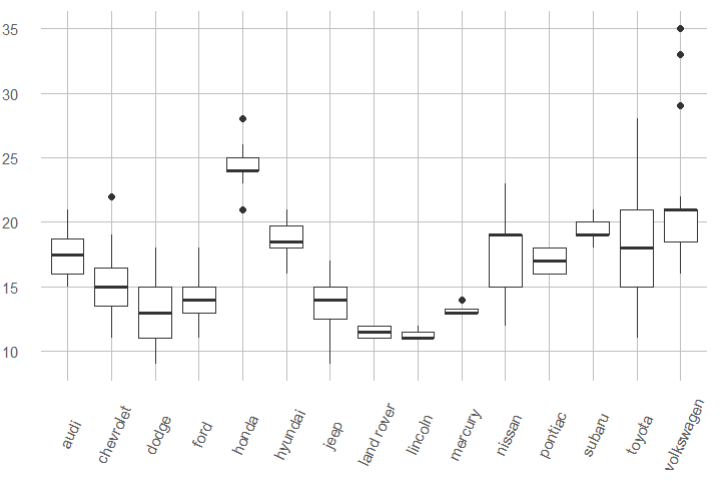 35
30
25
20
15
10
audi
chevrolet
dodge
ford
honda
hyundai
jeep
land rover
lincoln
mercury
nissan
pontiac
subaru
toyota
volkswagen